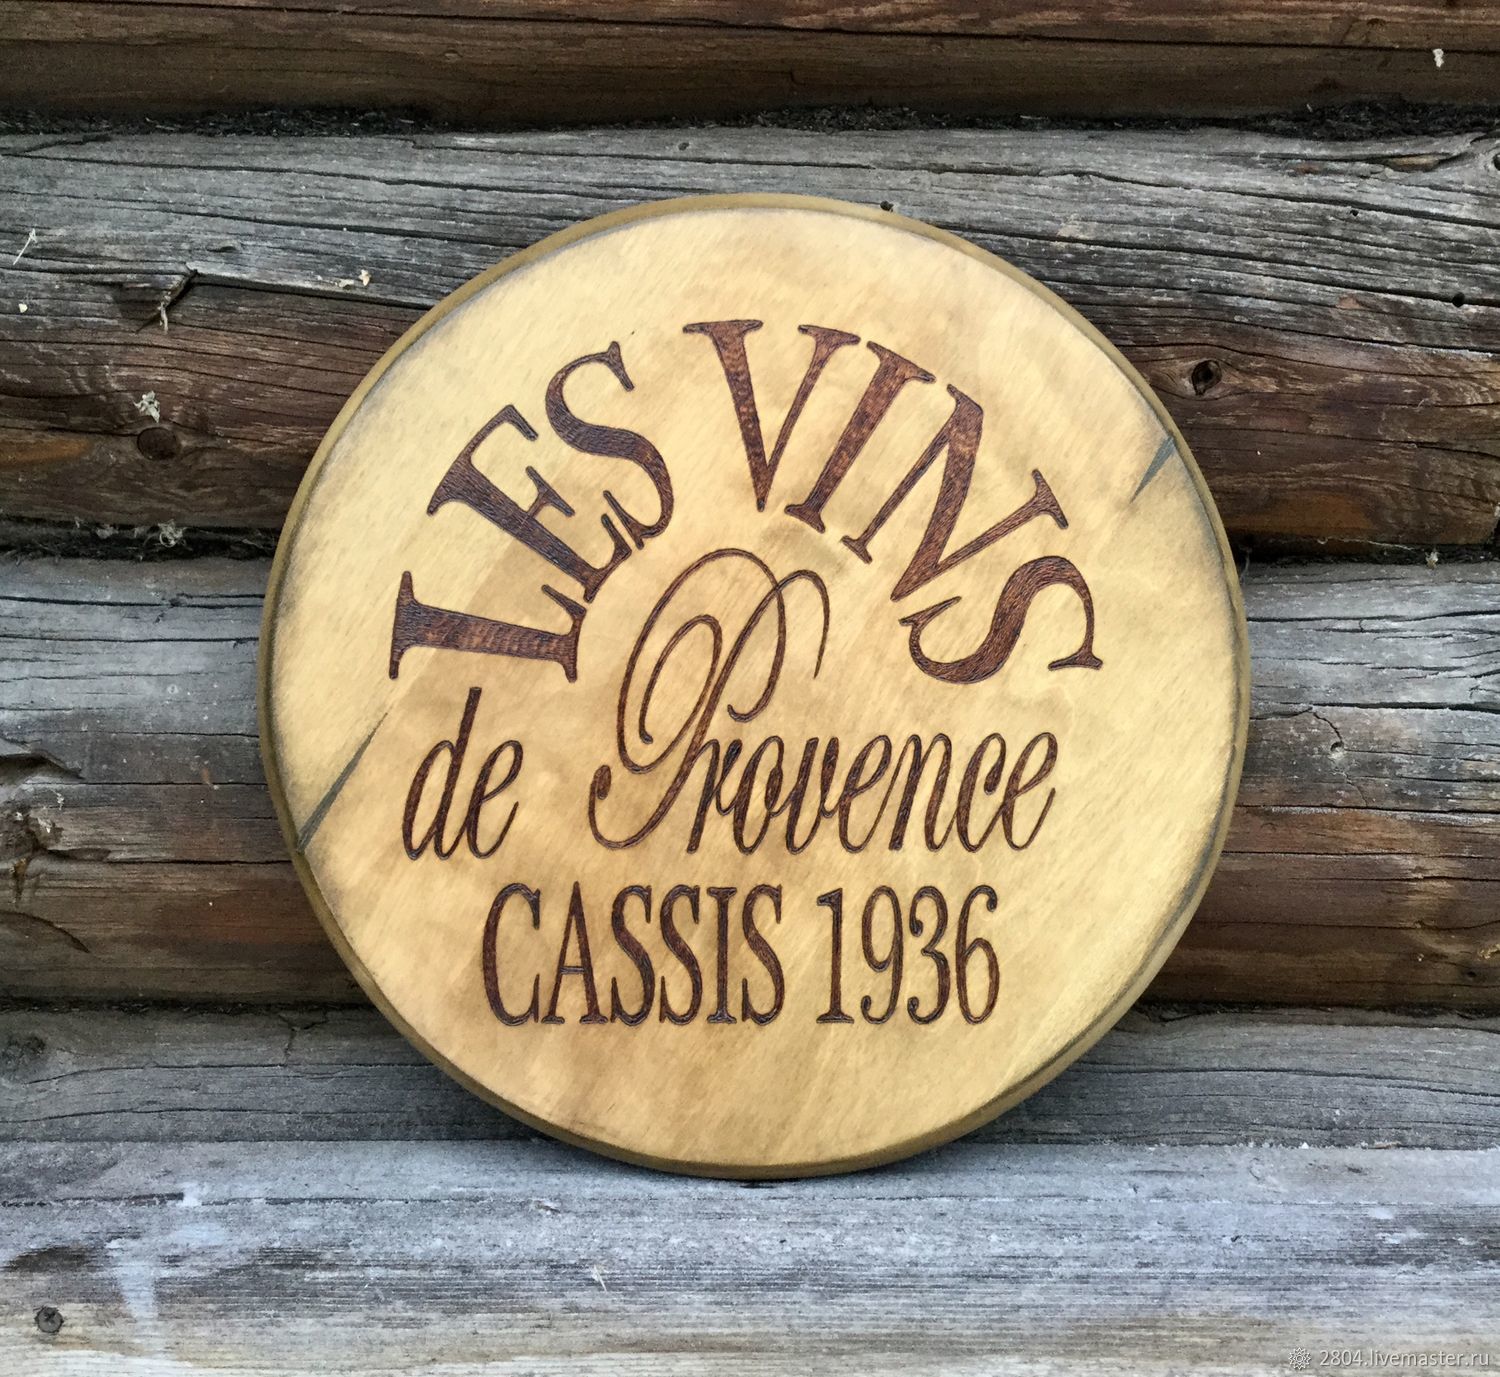 LES VINS
de Provence
CASSIS 1936
2804.livemaster.ru